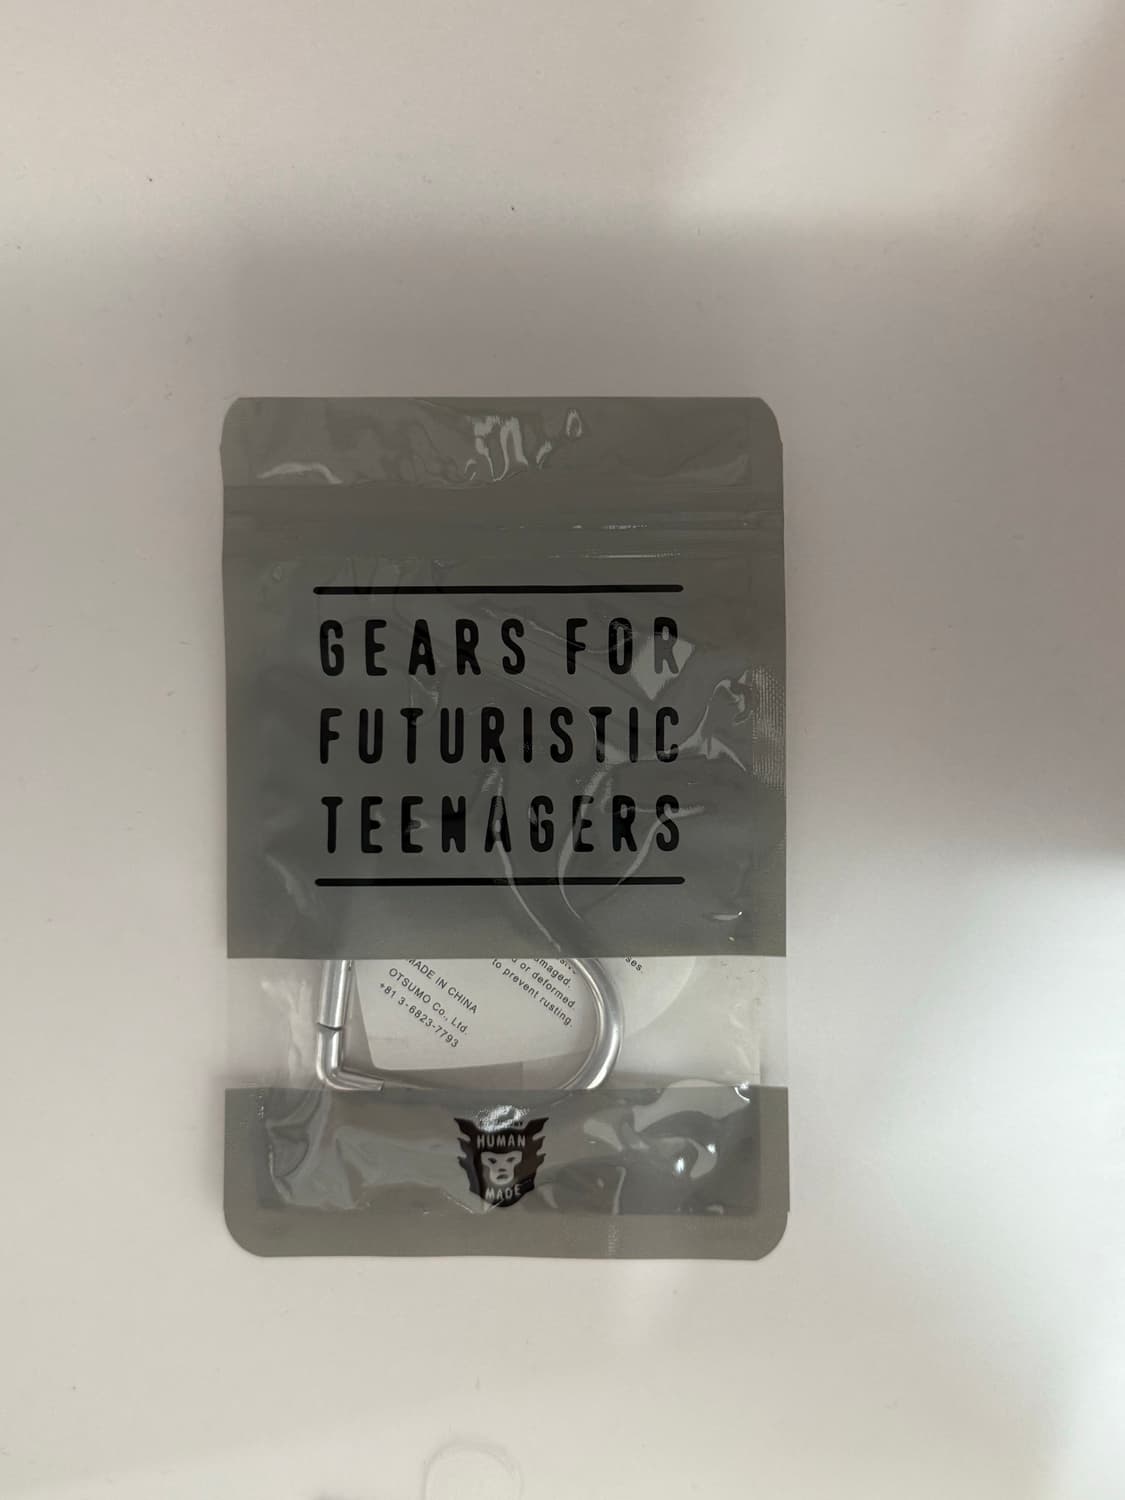 GEARS FOR
FUTURISTIC
TEENAGERS
MADE IN CHINA
OTSUMO Co., Ltd.
+81 3-6823-7793
or deformed.
to prevent rusting.
HUMAN
MADE